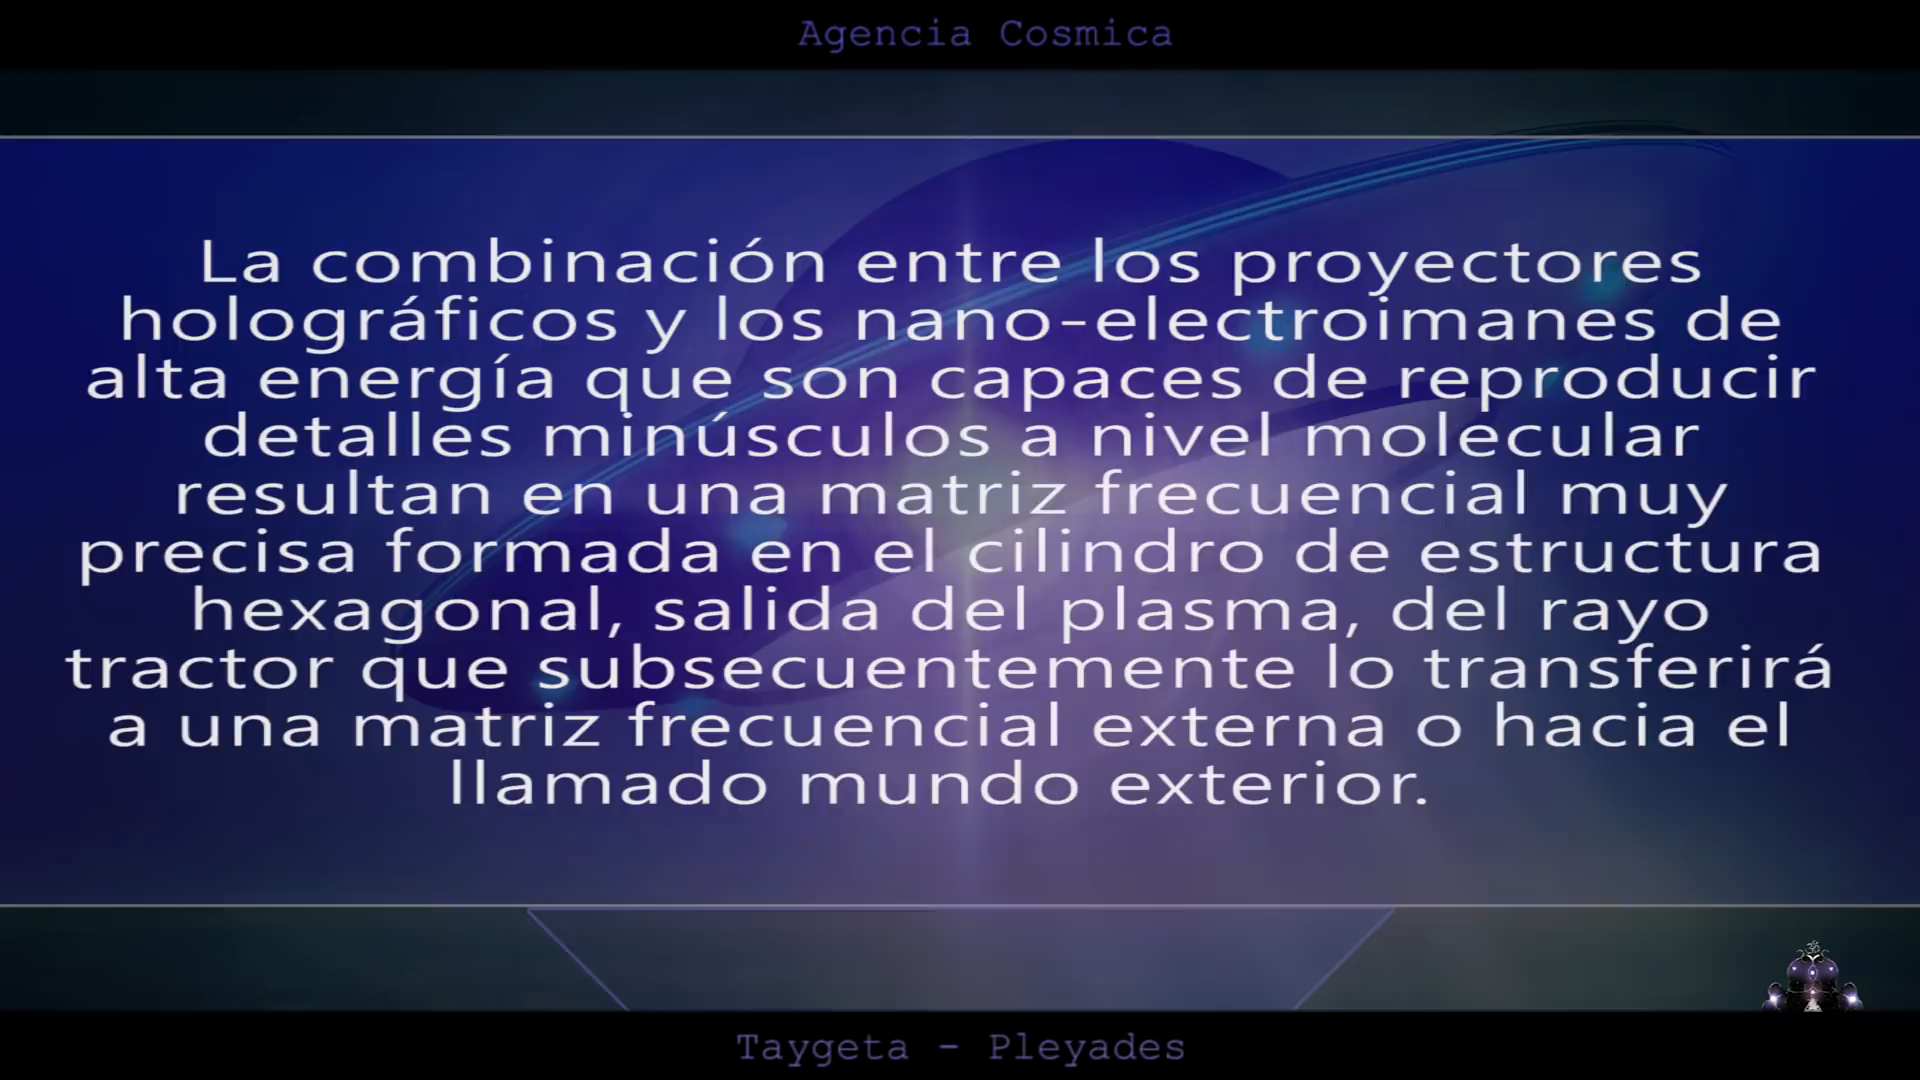 Agencia Cosmica
La combinación entre los proyectores
holográficos y los nano-electroimanes de
alta energía que son capaces de reproducir
detalles minúsculos a nivel molecular
resultan en una matriz frecuencial muy
precisa formada en el cilindro de estructura
hexagonal, salida del plasma, del rayo
tractor que subsecuentemente lo transferirá
a una matriz frecuencial externa o hacia el
llamado mundo exterior.
ॐ
Taygeta - Pleyades